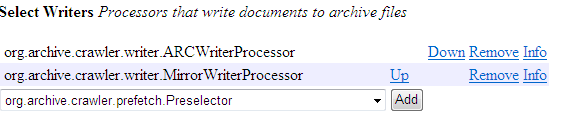 Select Writers Processors that write documents to archive files
org.archive.crawler.writer.ARCWriterProcessor Down Remove Info
org.archive.crawler.writer.MirrorWriterProcessor Up Remove Info
org.archive.crawler.prefetch.Preselector Add